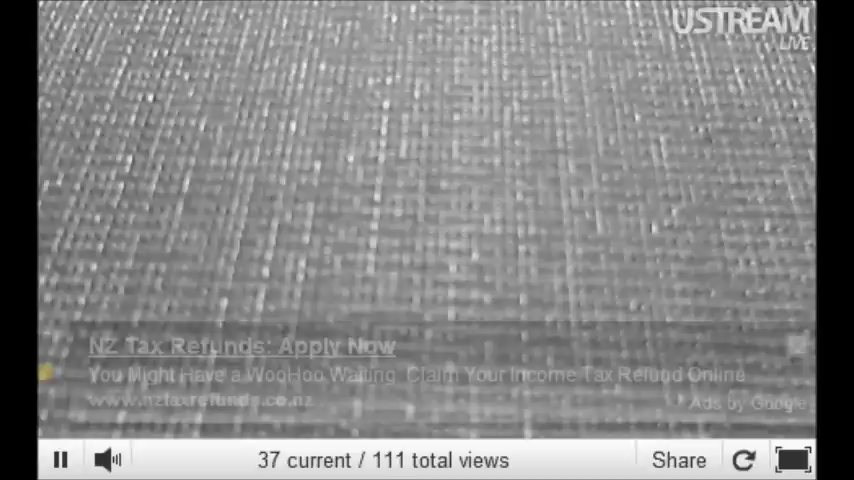 USTREAM
LIVE
NZ Tax Refunds: Apply Now
You Might Have a WooHoo Waiting. Claim Your Income Tax Refund Online
www.nztaxrefunds.co.nz
Ads by Google
37 current / 111 total views
Share